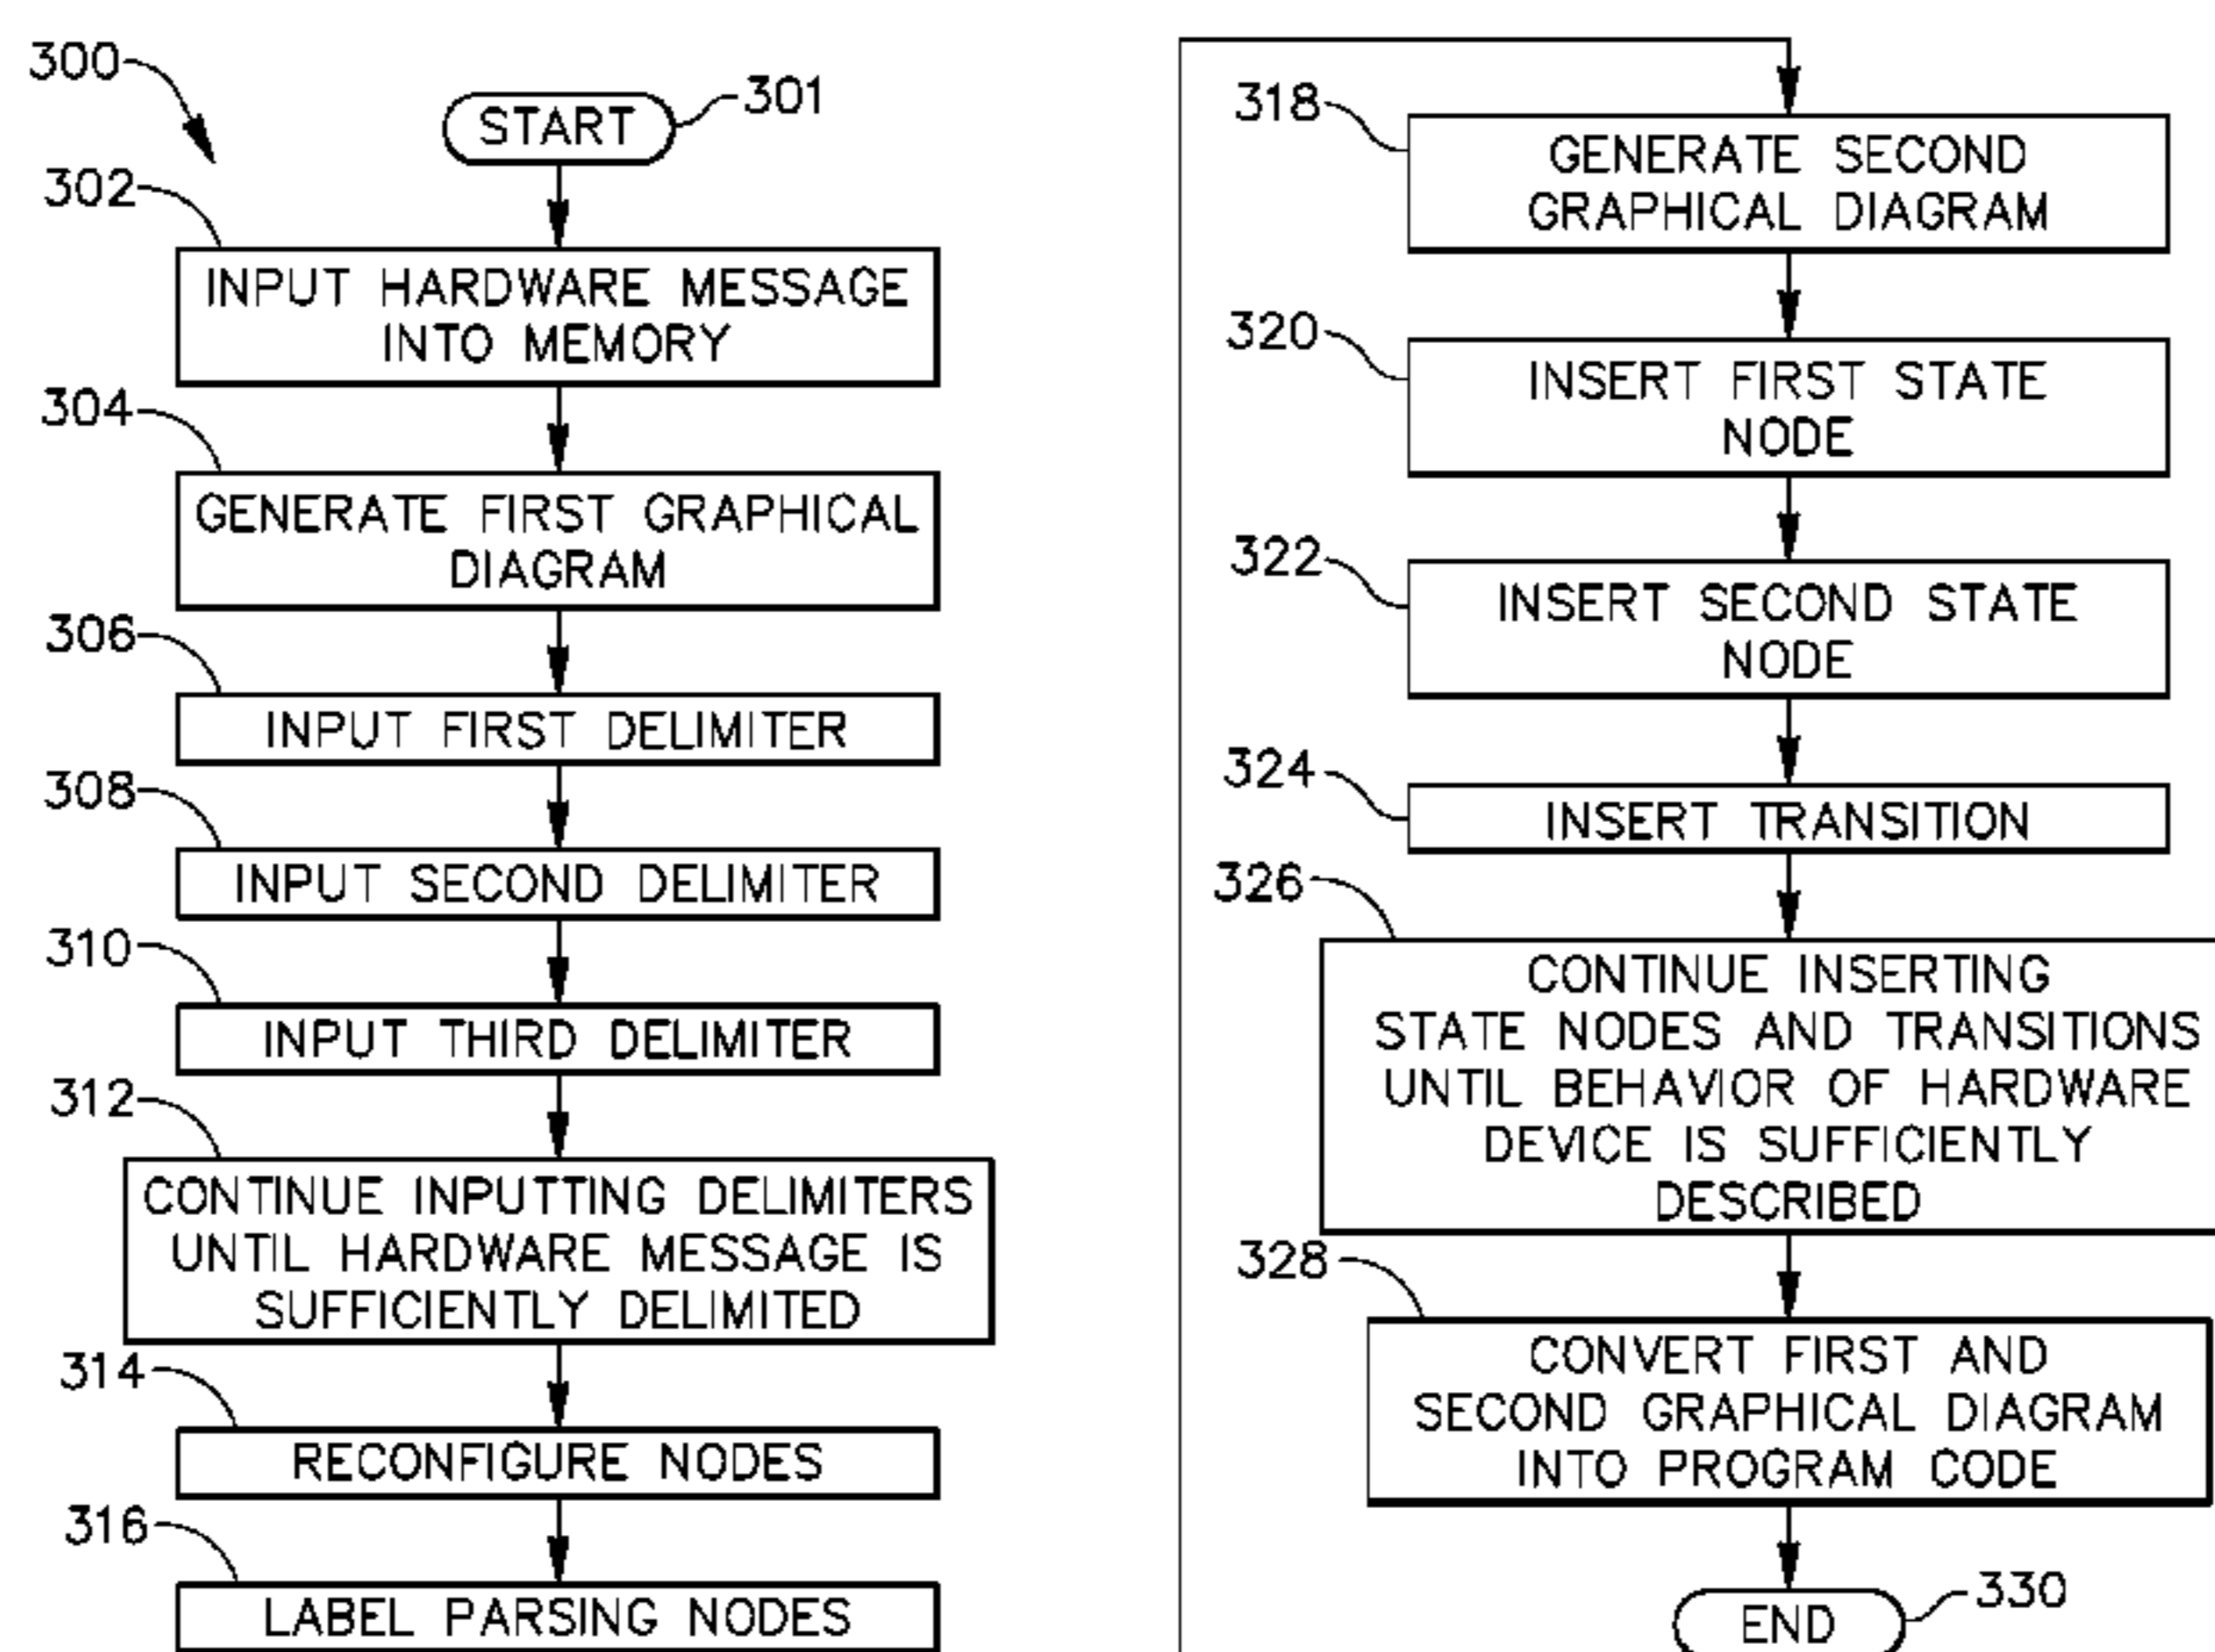 300
START
301
302
INPUT HARDWARE MESSAGE
INTO MEMORY
304
GENERATE FIRST GRAPHICAL
DIAGRAM
306
INPUT FIRST DELIMITER
308
INPUT SECOND DELIMITER
310
INPUT THIRD DELIMITER
312
CONTINUE INPUTTING DELIMITERS
UNTIL HARDWARE MESSAGE IS
SUFFICIENTLY DELIMITED
314
RECONFIGURE NODES
316
LABEL PARSING NODES
318
GENERATE SECOND
GRAPHICAL DIAGRAM
320
INSERT FIRST STATE
NODE
322
INSERT SECOND STATE
NODE
324
INSERT TRANSITION
326
CONTINUE INSERTING
STATE NODES AND TRANSITIONS
UNTIL BEHAVIOR OF HARDWARE
DEVICE IS SUFFICIENTLY
DESCRIBED
328
CONVERT FIRST AND
SECOND GRAPHICAL DIAGRAM
INTO PROGRAM CODE
END
330